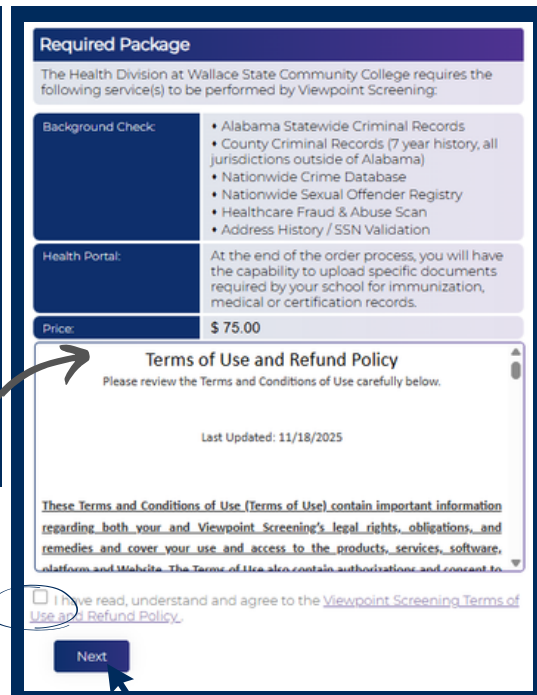 Required Package
The Health Division at Wallace State Community College requires the
following service(s) to be performed by Viewpoint Screening:
Background Check:
• Alabama Statewide Criminal Records
• County Criminal Records (7 year history, all
jurisdictions outside of Alabama)
• Nationwide Crime Database
• Nationwide Sexual Offender Registry
• Healthcare Fraud & Abuse Scan
• Address History / SSN Validation
Health Portal:
At the end of the order process, you will have
the capability to upload specific documents
required by your school for immunization,
medical or certification records.
Price:
$ 75.00
Terms of Use and Refund Policy
Please review the Terms and Conditions of Use carefully below.
Last Updated: 11/18/2025
These Terms and Conditions of Use (Terms of Use) contain important information
regarding both your and Viewpoint Screening's legal rights, obligations, and
remedies and cover your use and access to the products, services, software,
platform and Website. The Terms of Use also contain authorizations and consent to
I have read, understand and agree to the Viewpoint Screening Terms of
Use and Refund Policy .
Next